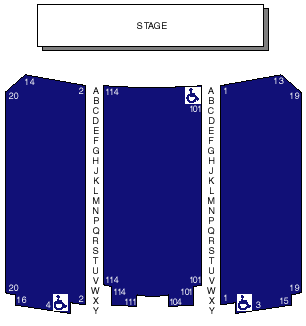 STAGE
14 2 114 1 13
20 101 19
A A
B B
C C
D D
E E
F F
G G
H H
J J
K K
L L
M M
N N
P P
Q Q
R R
S S
T T
U U
V V
W W
X X
Y Y
114 101
20 114 101 19
16 4 2 111 104 1 3 15